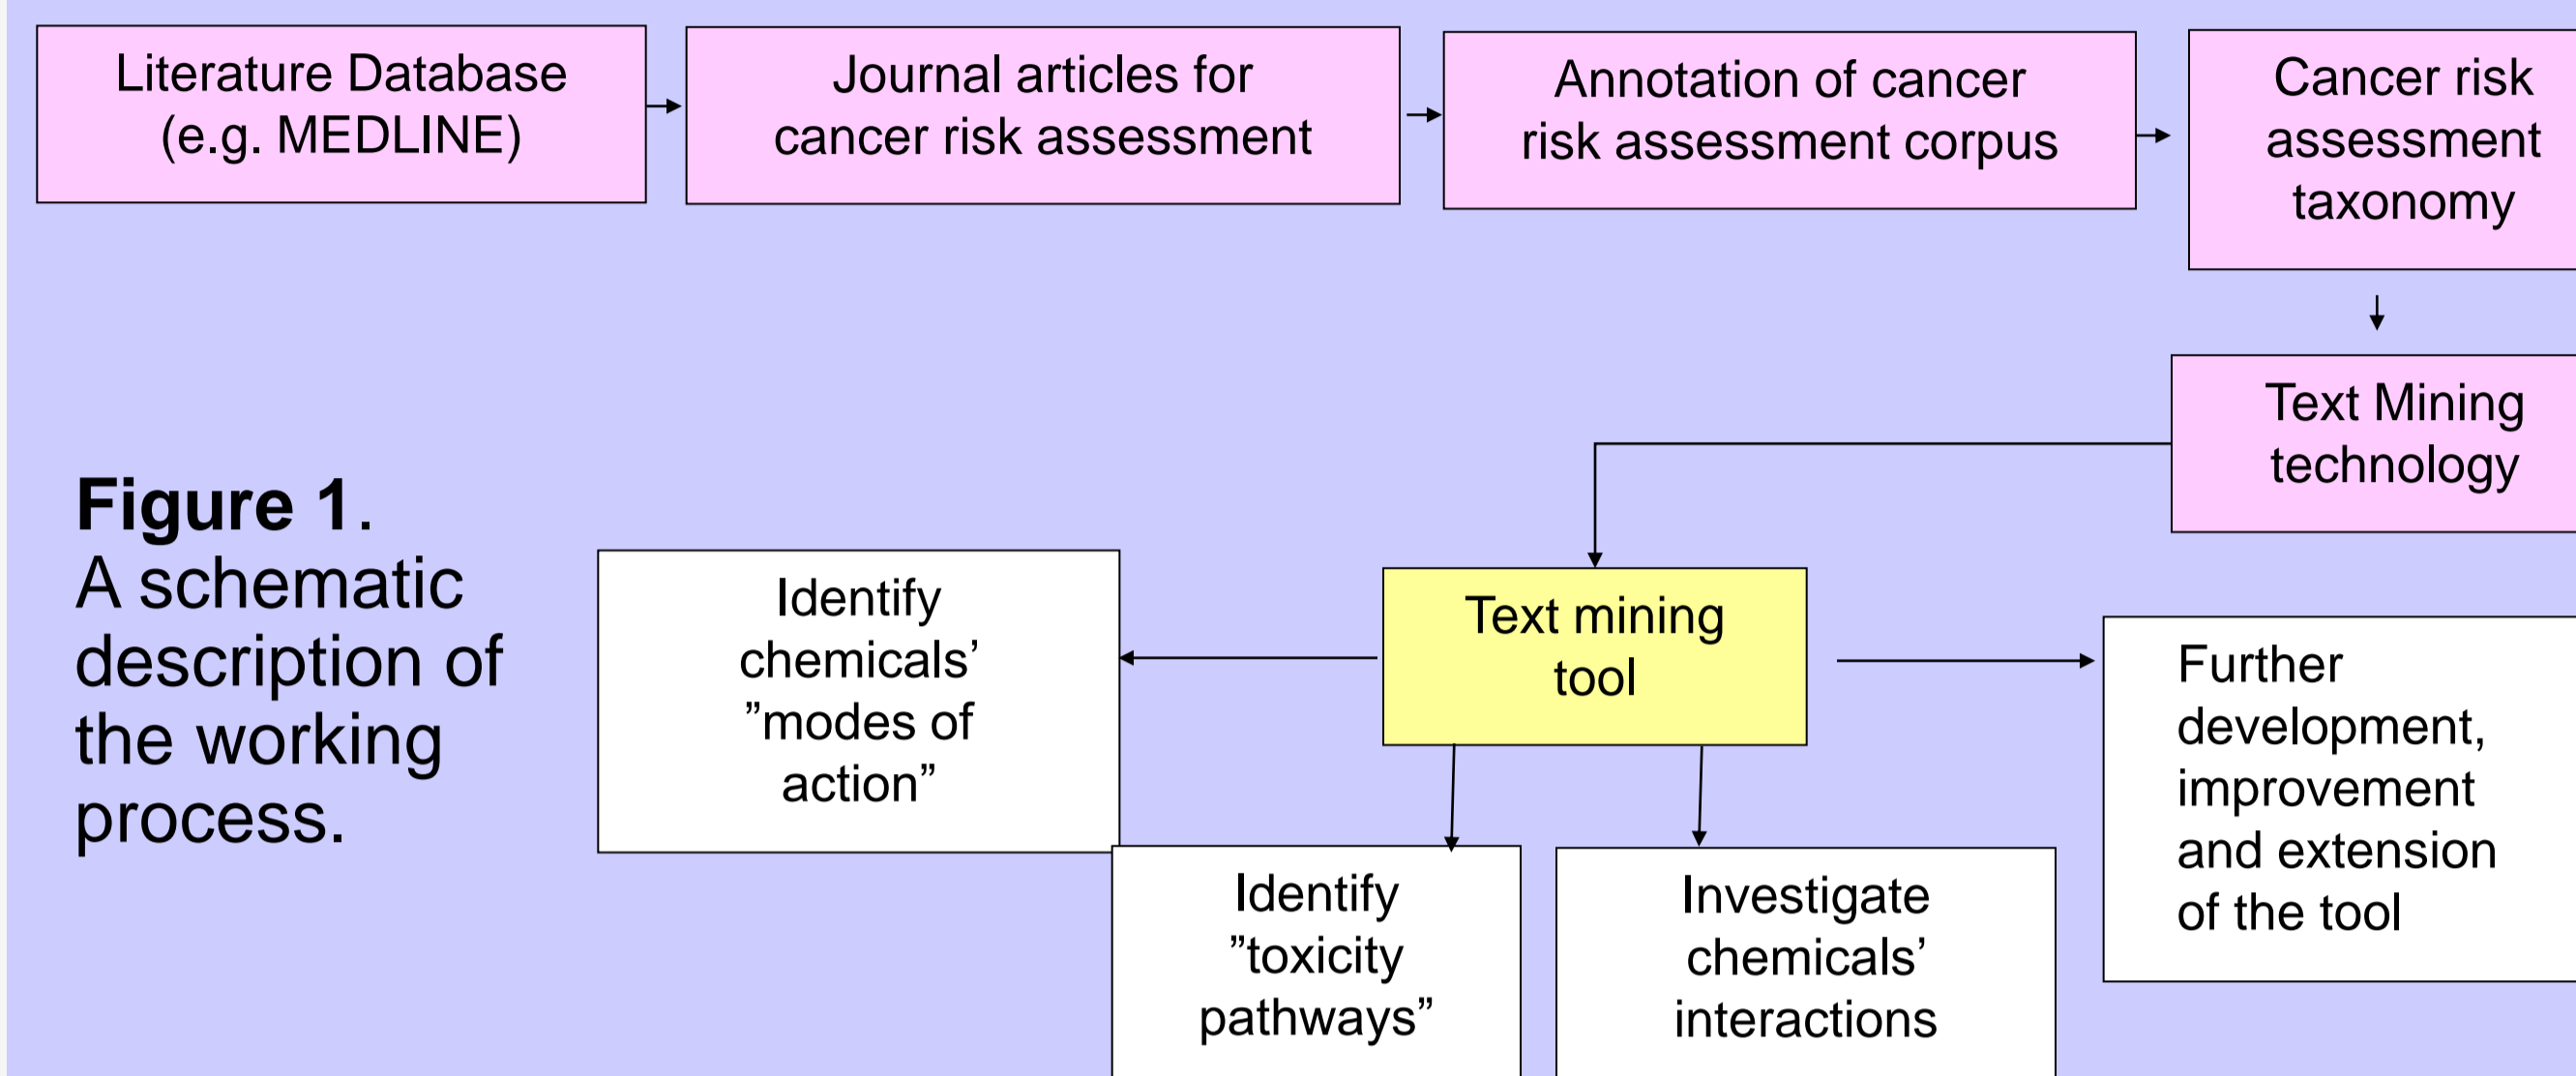 Literature Database
(e.g. MEDLINE)
Journal articles for
cancer risk assessment
Annotation of cancer
risk assessment corpus
Cancer risk
assessment
taxonomy
Text Mining
technology
Figure 1.
A schematic
description of
the working
process.
Identify
chemicals’
”modes of
action”
Text mining
tool
Further
development,
improvement
and extension
of the tool
Identify
”toxicity
pathways”
Investigate
chemicals’
interactions